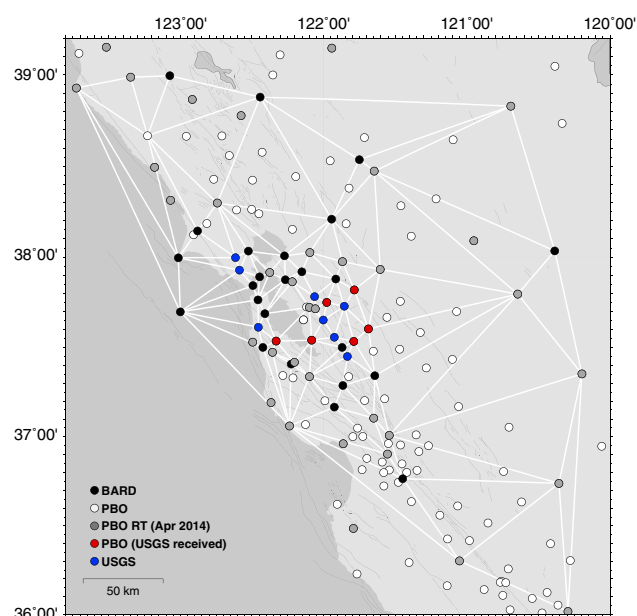 123°00' 122°00' 121°00' 120°00'
39°00'
38°00'
37°00'
36°00'
BARD
PBO
PBO RT (Apr 2014)
PBO (USGS received)
USGS
50 km